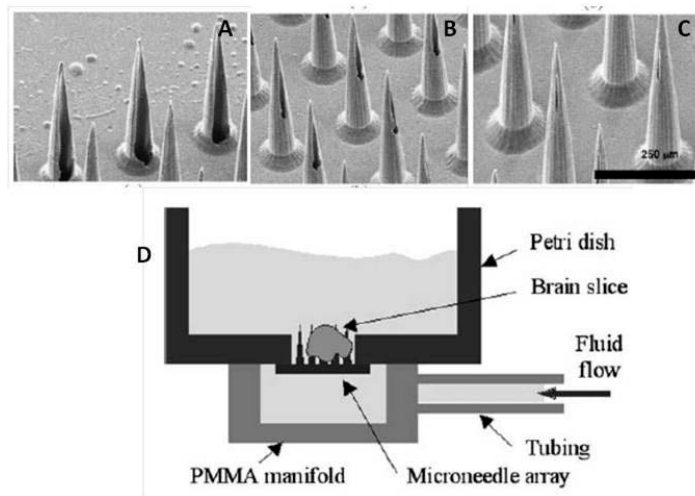 A
B
C
250 μm
D
Petri dish
Brain slice
Fluid
flow
Tubing
PMMA manifold
Microneedle array